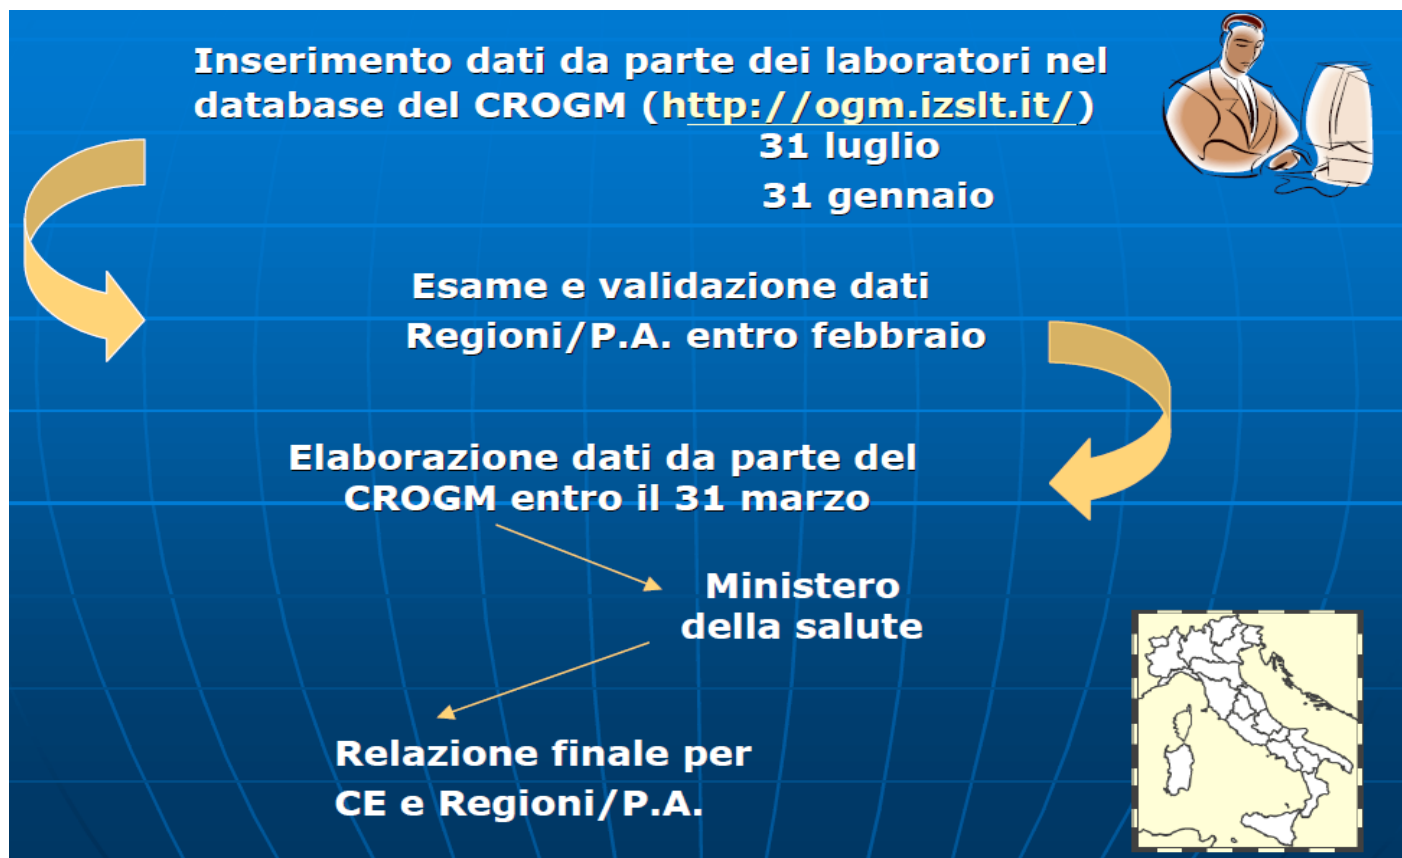 Inserimento dati da parte dei laboratori nel
database del CROGM (http://ogm.izslt.it/)
31 luglio
31 gennaio
Esame e validazione dati
Regioni/P.A. entro febbraio
Elaborazione dati da parte del
CROGM entro il 31 marzo
Ministero
della salute
Relazione finale per
CE e Regioni/P.A.